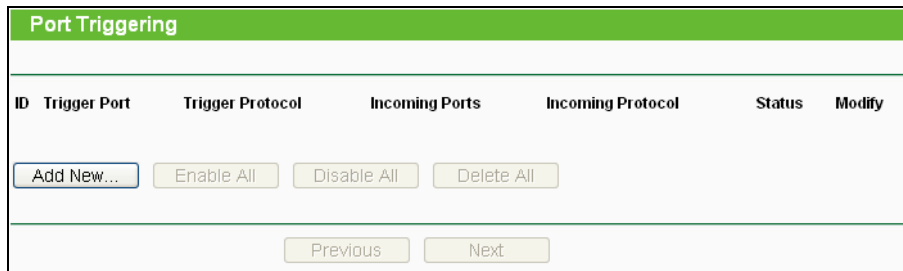 Port Triggering
ID Trigger Port Trigger Protocol Incoming Ports Incoming Protocol Status Modify
Add New... Enable All Disable All Delete All
Previous Next